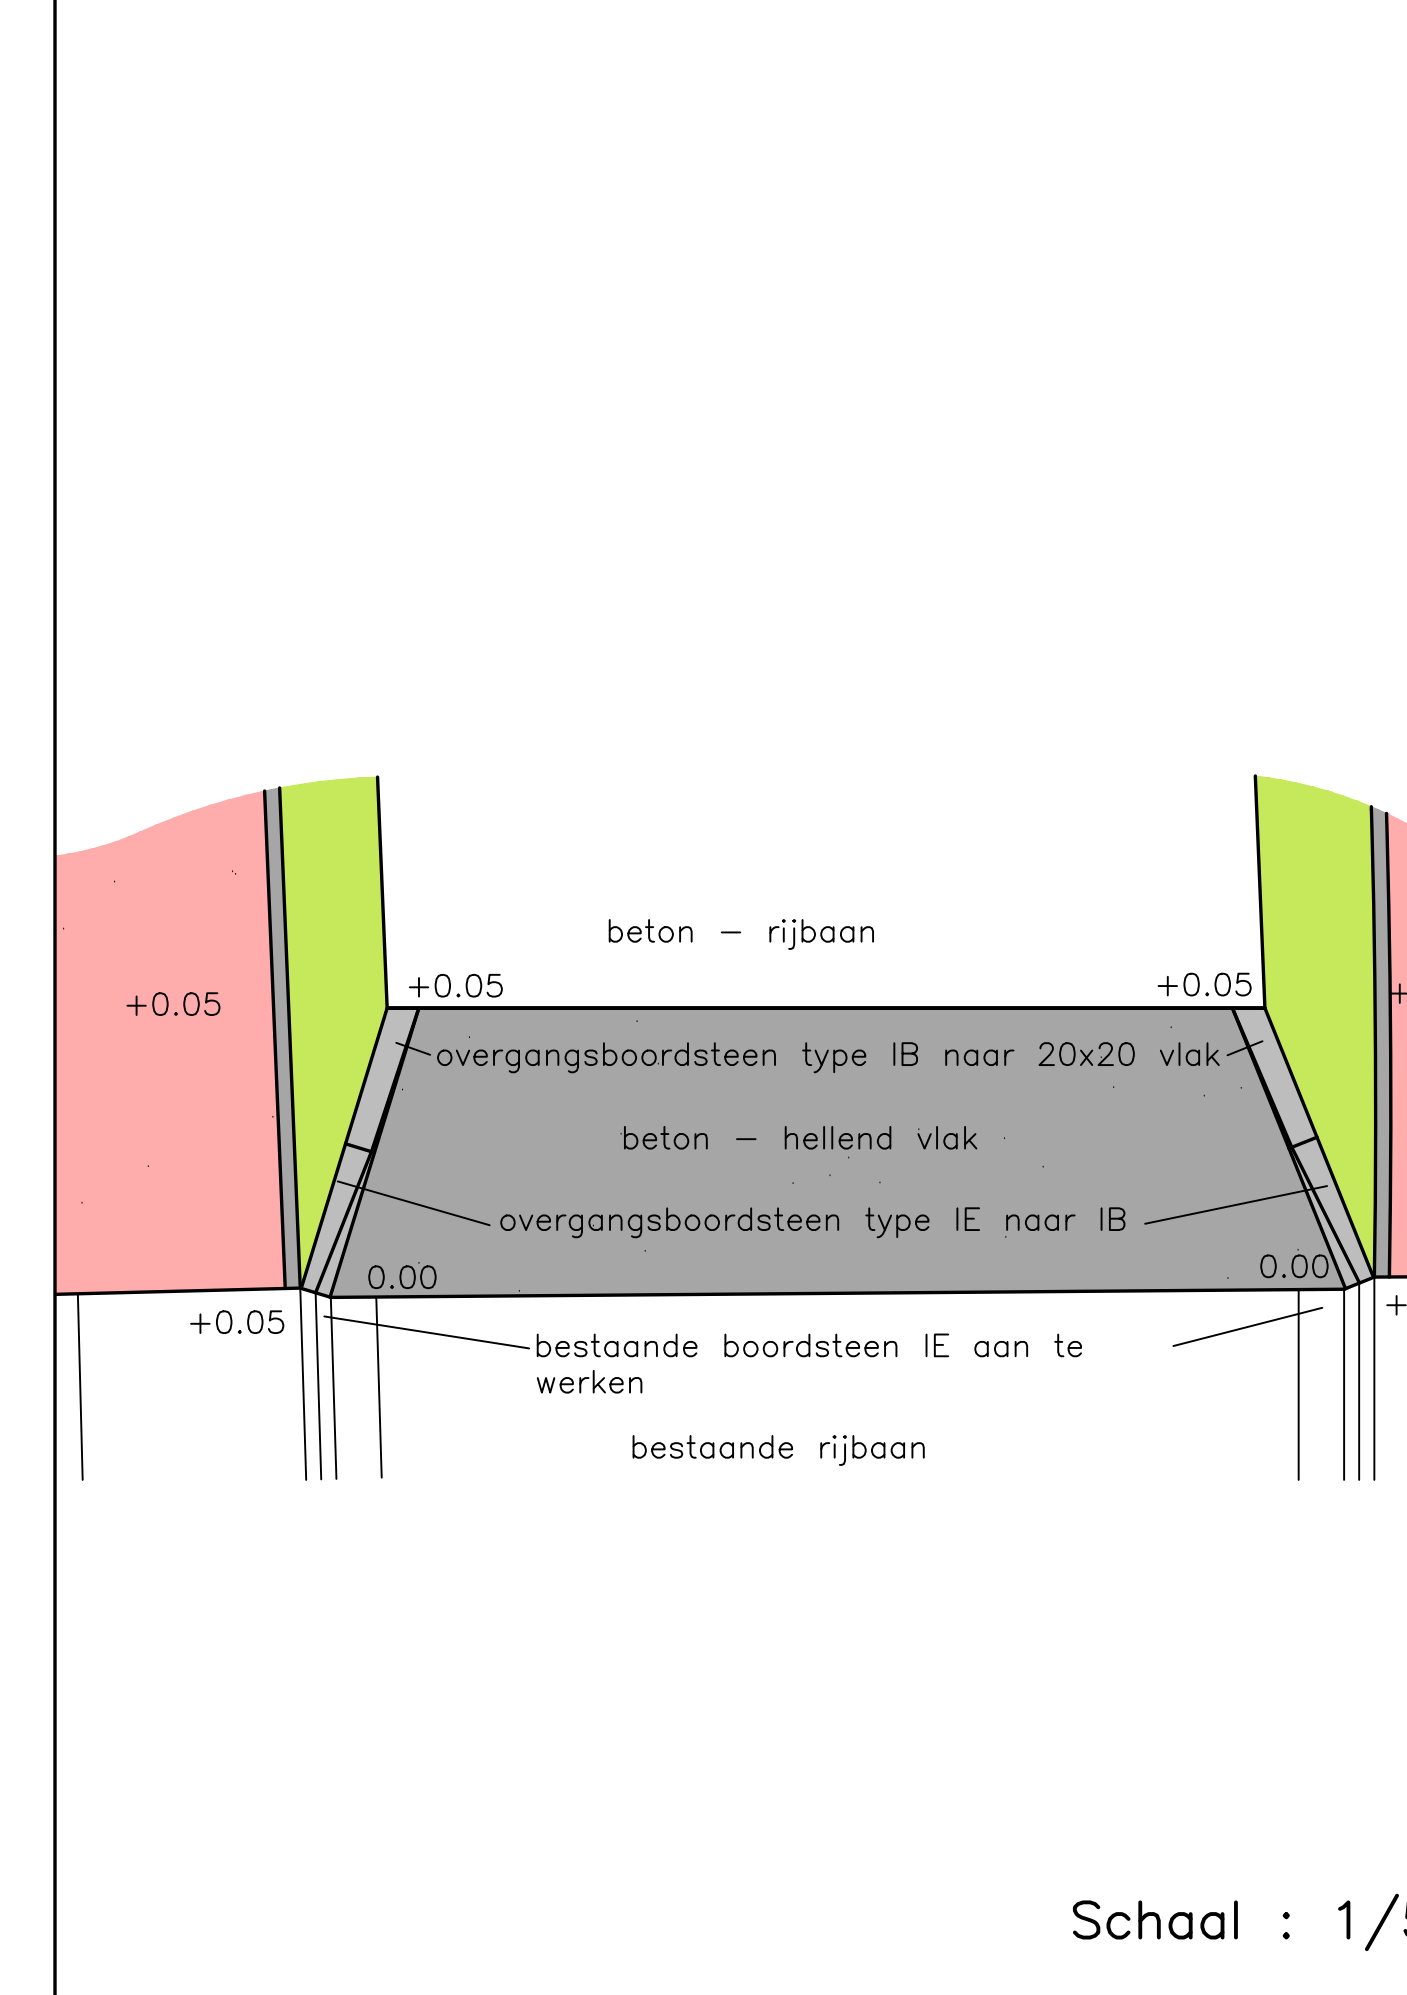 beton - rijbaan
+0.05 +0.05
+0.05
overgangsboordsteen type IB naar 20x20 vlak
beton - hellend vlak
overgangsboordsteen type IE naar IB
0.00 0.00
+0.05
bestaande boordsteen IE aan te
werken
bestaande rijbaan
Schaal : 1/5